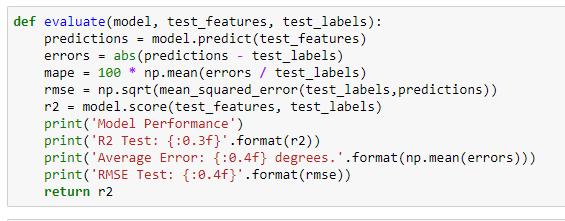 def evaluate(model, test_features, test_labels):
    predictions = model.predict(test_features)
    errors = abs(predictions - test_labels)
    mape = 100 * np.mean(errors / test_labels)
    rmse = np.sqrt(mean_squared_error(test_labels,predictions))
    r2 = model.score(test_features, test_labels)
    print('Model Performance')
    print('R2 Test: {:0.3f}'.format(r2))
    print('Average Error: {:0.4f} degrees.'.format(np.mean(errors)))
    print('RMSE Test: {:0.4f}'.format(rmse))
    return r2